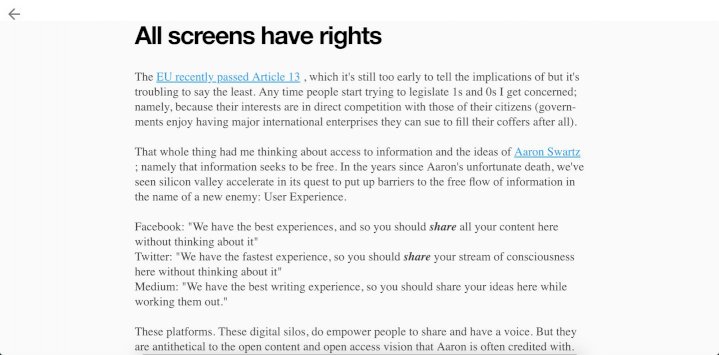 All screens have rights
The EU recently passed Article 13 , which it's still too early to tell the implications of but it's
troubling to say the least. Any time people start trying to legislate 1s and 0s I get concerned;
namely, because their interests are in direct competition with those of their citizens (govern-
ments enjoy having major international enterprises they can sue to fill their coffers after all).
That whole thing had me thinking about access to information and the ideas of Aaron Swartz
; namely that information seeks to be free. In the years since Aaron's unfortunate death, we've
seen silicon valley accelerate in its quest to put up barriers to the free flow of information in
the name of a new enemy: User Experience.
Facebook: "We have the best experiences, and so you should share all your content here
without thinking about it"
Twitter: "We have the fastest experience, so you should share your stream of consciousness
here without thinking about it"
Medium: "We have the best writing experience, so you should share your ideas here while
working them out."
These platforms. These digital silos, do empower people to share and have a voice. But they
are antithetical to the open content and open access vision that Aaron is often credited with.